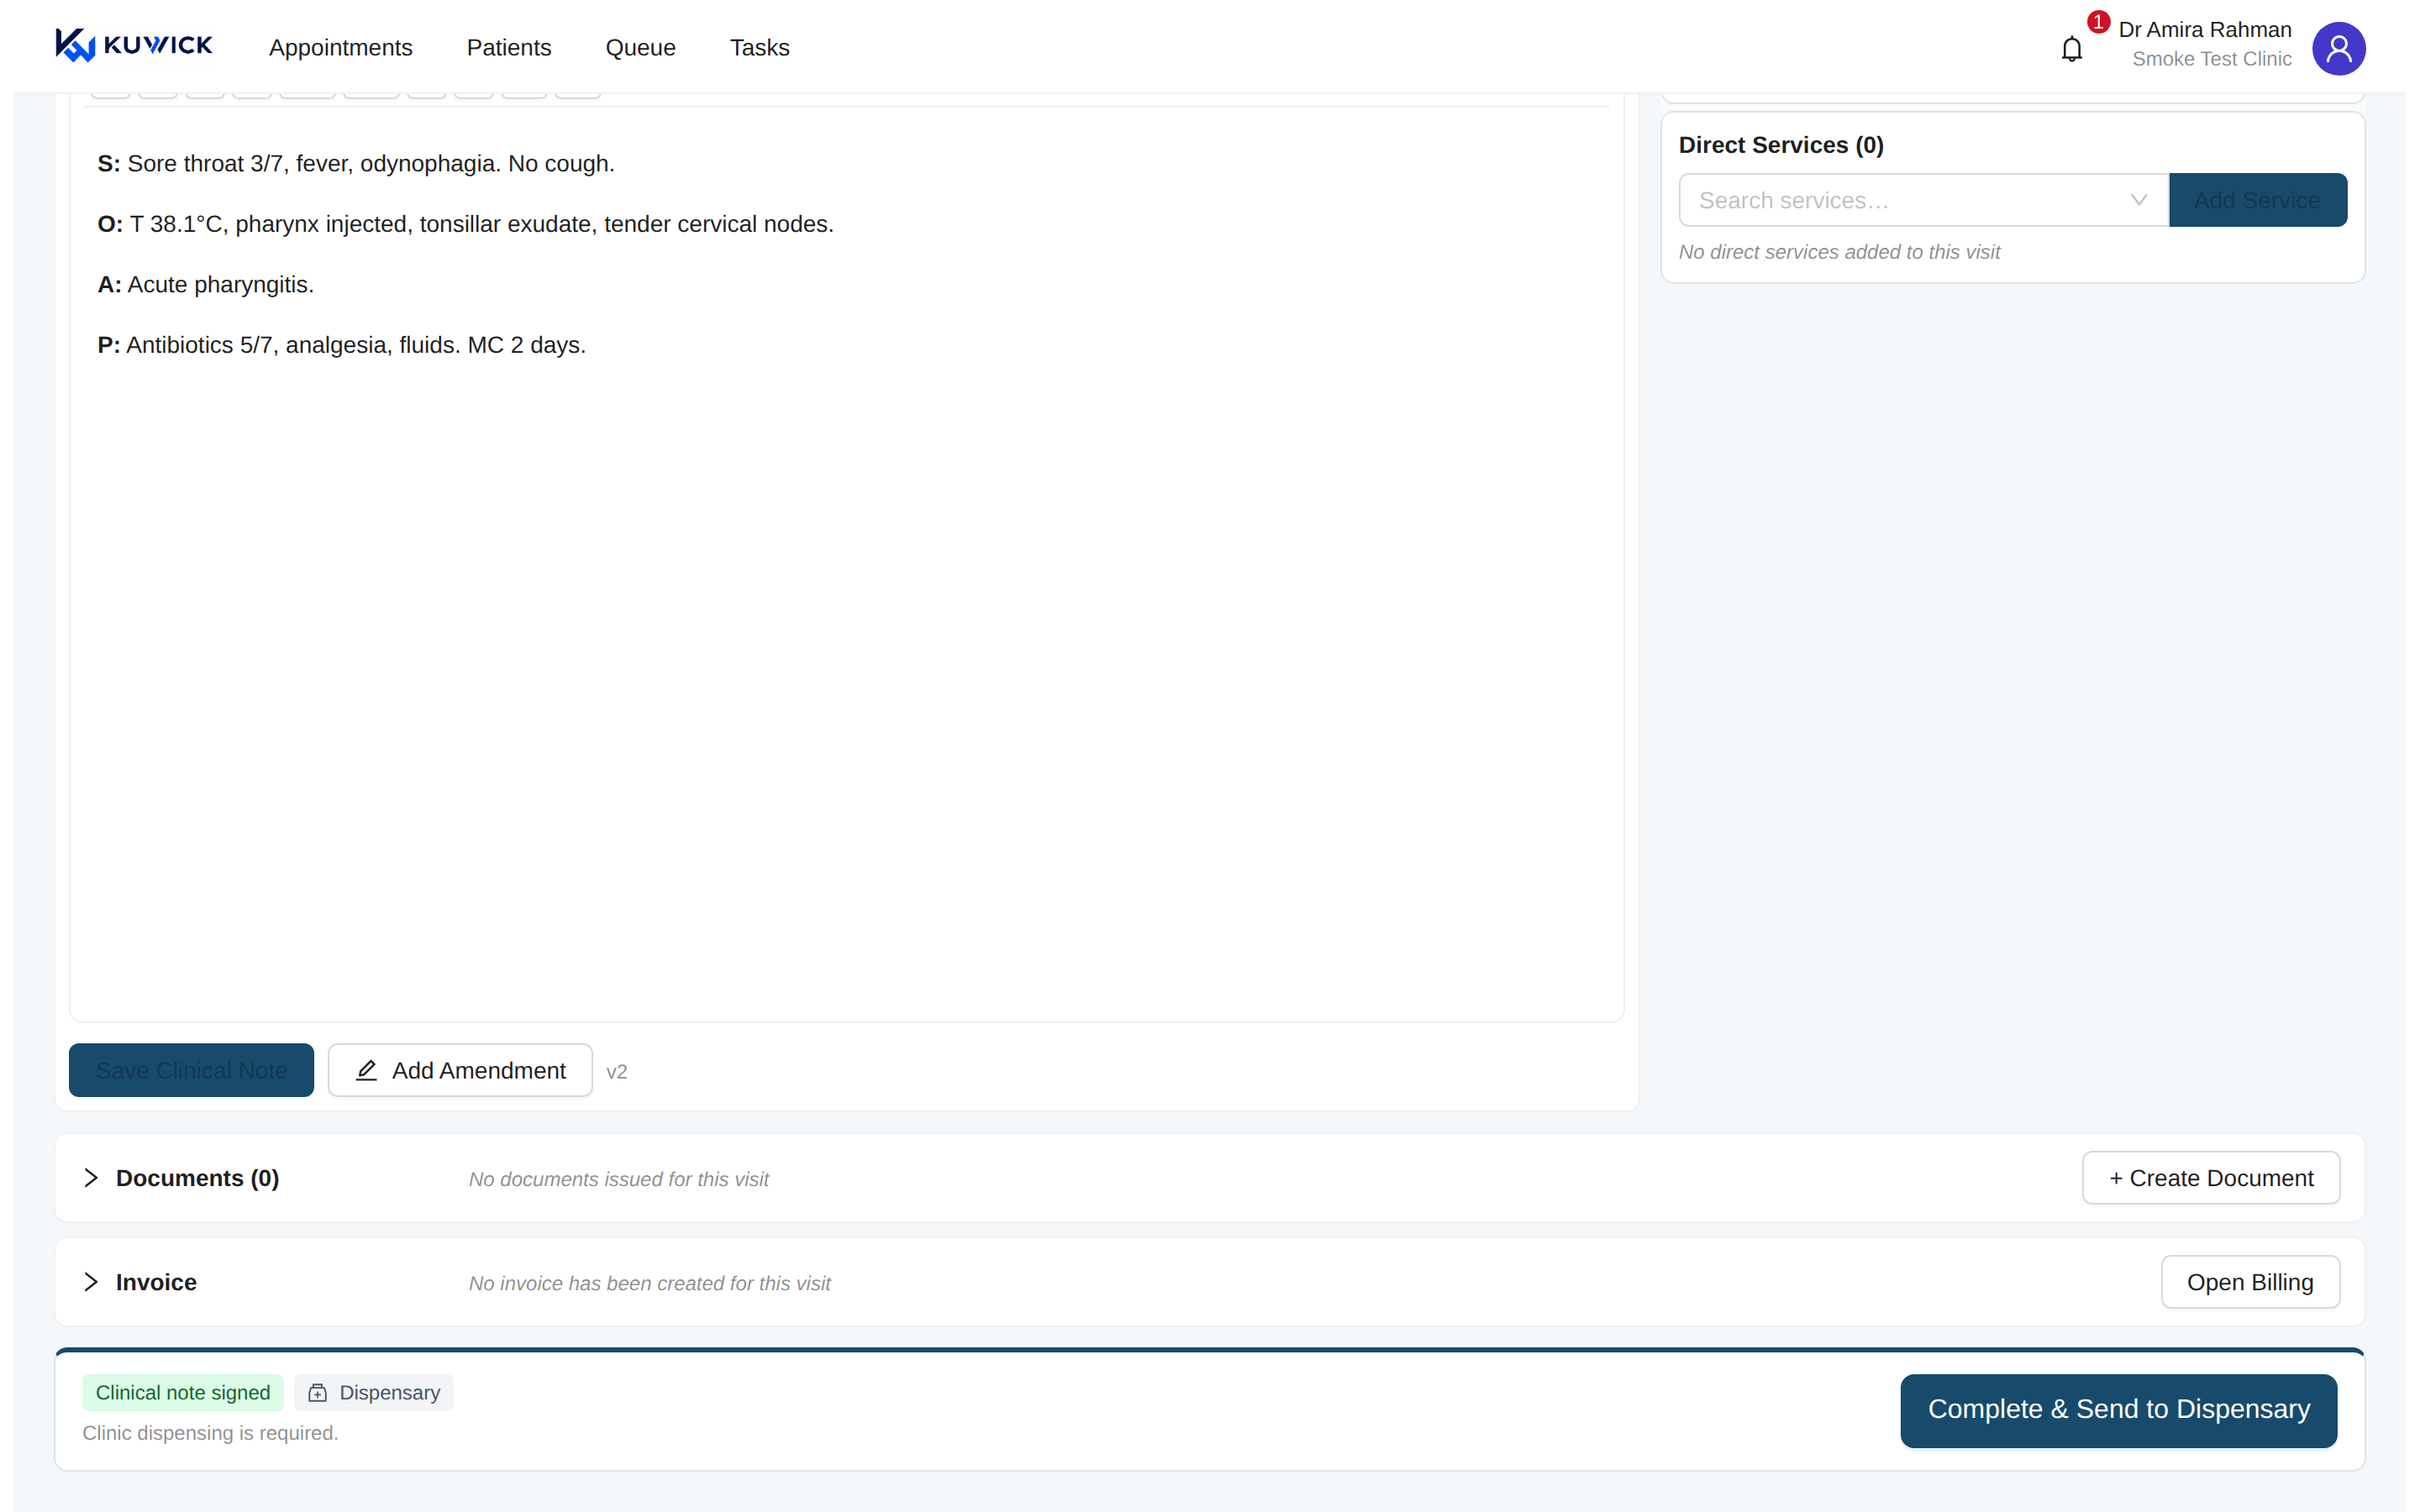 KUWICK
Appointments
Patients
Queue
Tasks
1
Dr Amira Rahman
Smoke Test Clinic
S: Sore throat 3/7, fever, odynophagia. No cough.
O: T 38.1°C, pharynx injected, tonsillar exudate, tender cervical nodes.
A: Acute pharyngitis.
P: Antibiotics 5/7, analgesia, fluids. MC 2 days.
Direct Services (0)
Search services…
Add Service
No direct services added to this visit
Save Clinical Note
Add Amendment
v2
Documents (0)
No documents issued for this visit
+ Create Document
Invoice
No invoice has been created for this visit
Open Billing
Clinical note signed
Dispensary
Clinic dispensing is required.
Complete & Send to Dispensary